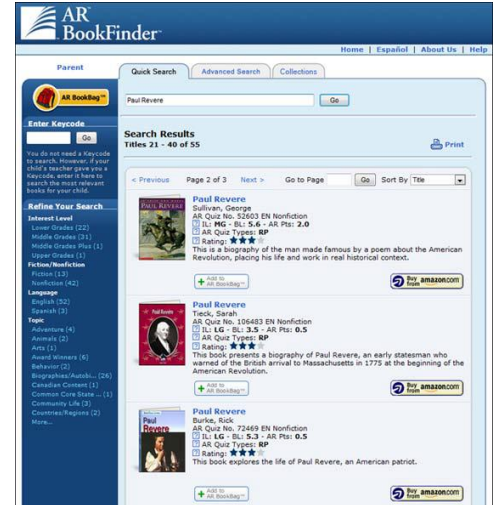 AR
BookFinder
Home | Español | About Us | Help
Parent
Quick Search
Advanced Search
Collections
AR BookBag™
Paul Revere
Go
Enter Keycode
Go
You do not need a Keycode
to search. However, if your
child's teacher gave you a
Keycode, enter it here to
search the most relevant
books for your child.
Search Results
Titles 21 - 40
of 55
Print
< Previous Page 2 of 3 Next > Go to Page Go Sort By Title
Refine Your Search
Interest Level
Lower Grades (22)
Middle Grades (31)
Middle Grades Plus (1)
Upper Grades (1)
Fiction/Nonfiction
Fiction (13)
Nonfiction (42)
Language
English (52)
Spanish (3)
Topic
Adventure (4)
Animals (2)
Arts (1)
Award Winners (6)
Behavior (2)
Biographies/Autobi... (26)
Canadian Content (1)
Common Core State ... (1)
Community Life (3)
Countries/Regions (2)
More...
PAUL REVERE
Paul Revere
Sullivan, George
AR Quiz No. 52603 EN Nonfiction
IL: MG - BL: 5.6 - AR Pts: 2.0
AR Quiz Types: RP
Rating:
This is a biography of the man made famous by a poem about the American
Revolution, placing his life and work in real historical context.
Add to
AR BookBag™
Buy from amazon.com
Paul Revere
Paul Revere
Tieck, Sarah
AR Quiz No. 106483 EN Nonfiction
IL: LG - BL: 3.5 - AR Pts: 0.5
AR Quiz Types: RP
Rating:
This book presents a biography of Paul Revere, an early statesman who
warned of the British arrival to Massachusetts in 1775 at the beginning of the
American Revolution.
Add to
AR BookBag™
Buy from amazon.com
Paul
Revere
Paul Revere
Burke, Rick
AR Quiz No. 72469 EN Nonfiction
IL: LG - BL: 5.3 - AR Pts: 0.5
AR Quiz Types: RP
Rating:
This book explores the life of Paul Revere, an American patriot.
Add to
AR BookBag™
Buy from amazon.com